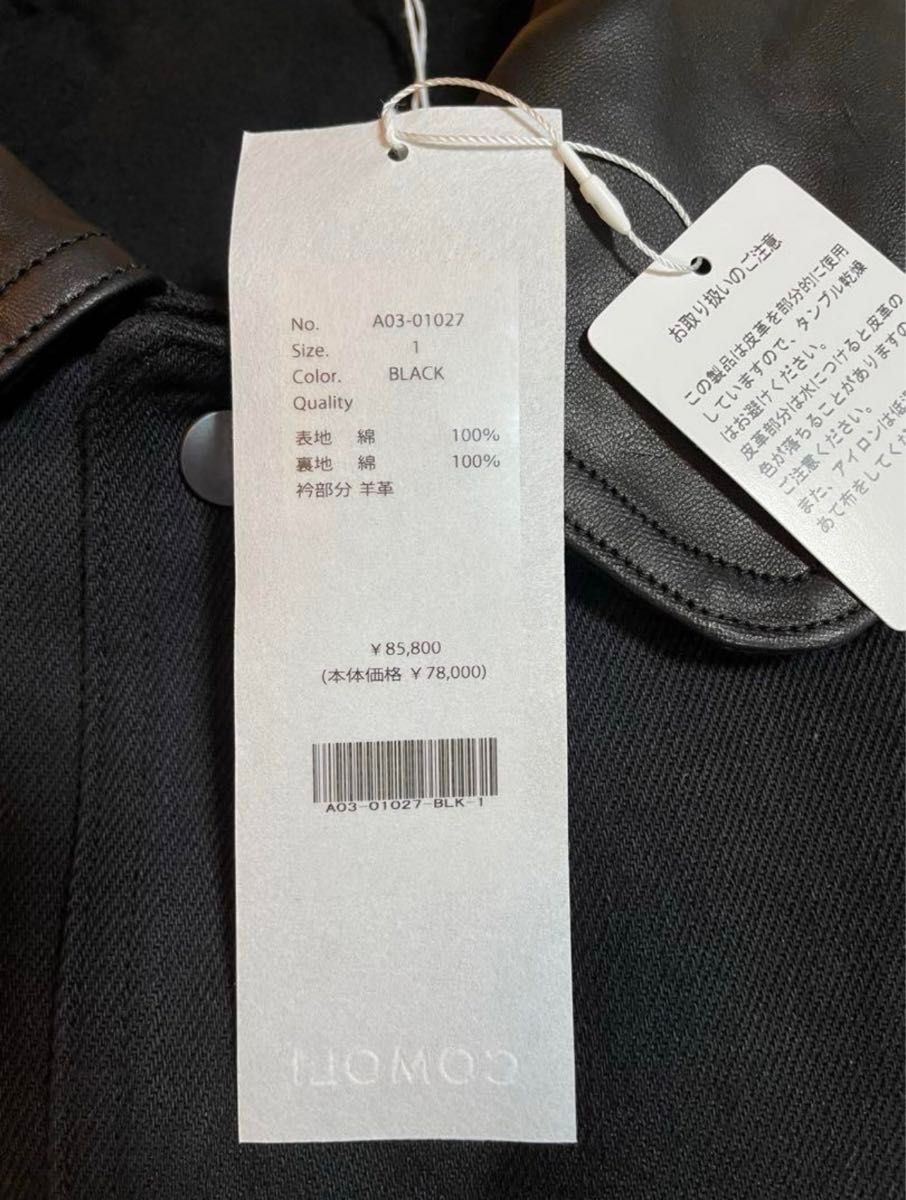 No. A03-01027
Size. 1
Color. BLACK
Quality
表地 綿 100%
裏地 綿 100%
衿部分 羊革
¥85,800
(本体価格 ¥78,000)
A03-01027-BLK-1
COMOLI
お取り扱いのご注意
この製品は皮革を部分的に使用
していますので、タンブル乾燥
はお避けください。
皮革部分は水につけると皮革の
色が落ちることがありますの
ご注意ください。
また、アイロンは低温
あて布をしてくだ